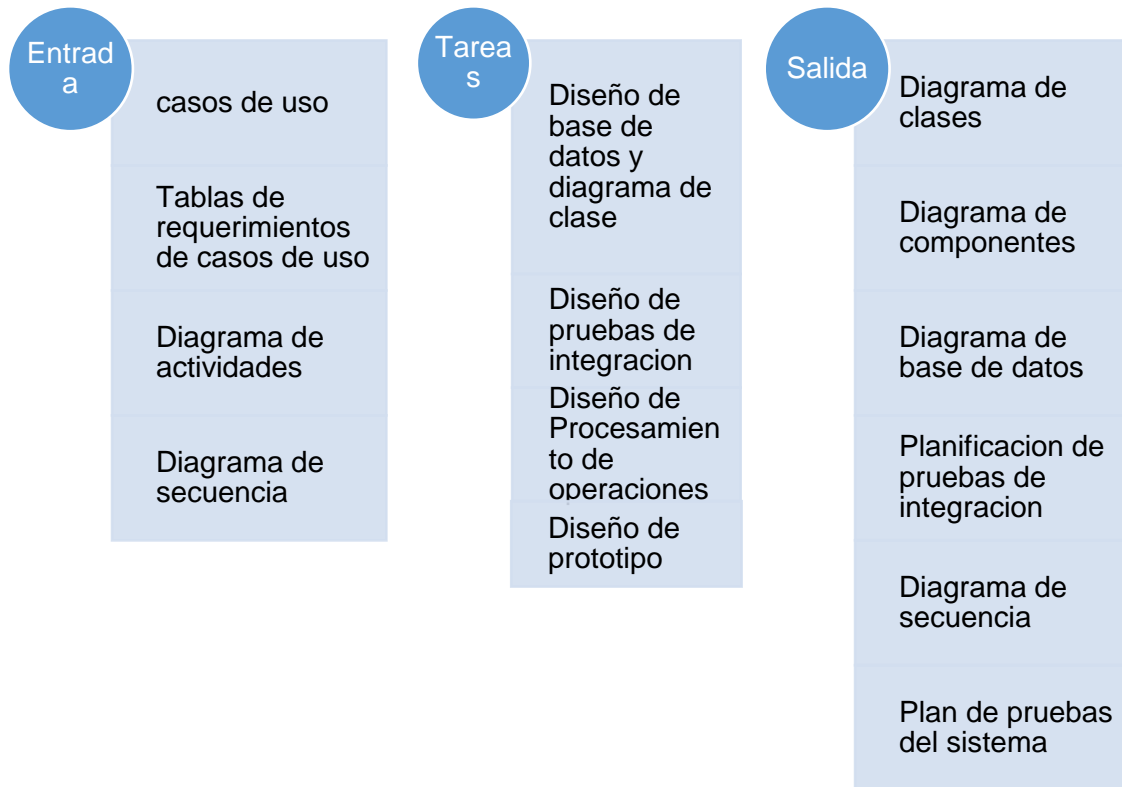 Entrad
a
casos de uso
Tablas de
requerimientos
de casos de uso
Diagrama de
actividades
Diagrama de
secuencia
Tarea
s
Diseño de
base de
datos y
diagrama de
clase
Diseño de
pruebas de
integracion
Diseño de
Procesamien
to de
operaciones
Diseño de
prototipo
Salida
Diagrama de
clases
Diagrama de
componentes
Diagrama de
base de datos
Planificacion de
pruebas de
integracion
Diagrama de
secuencia
Plan de pruebas
del sistema